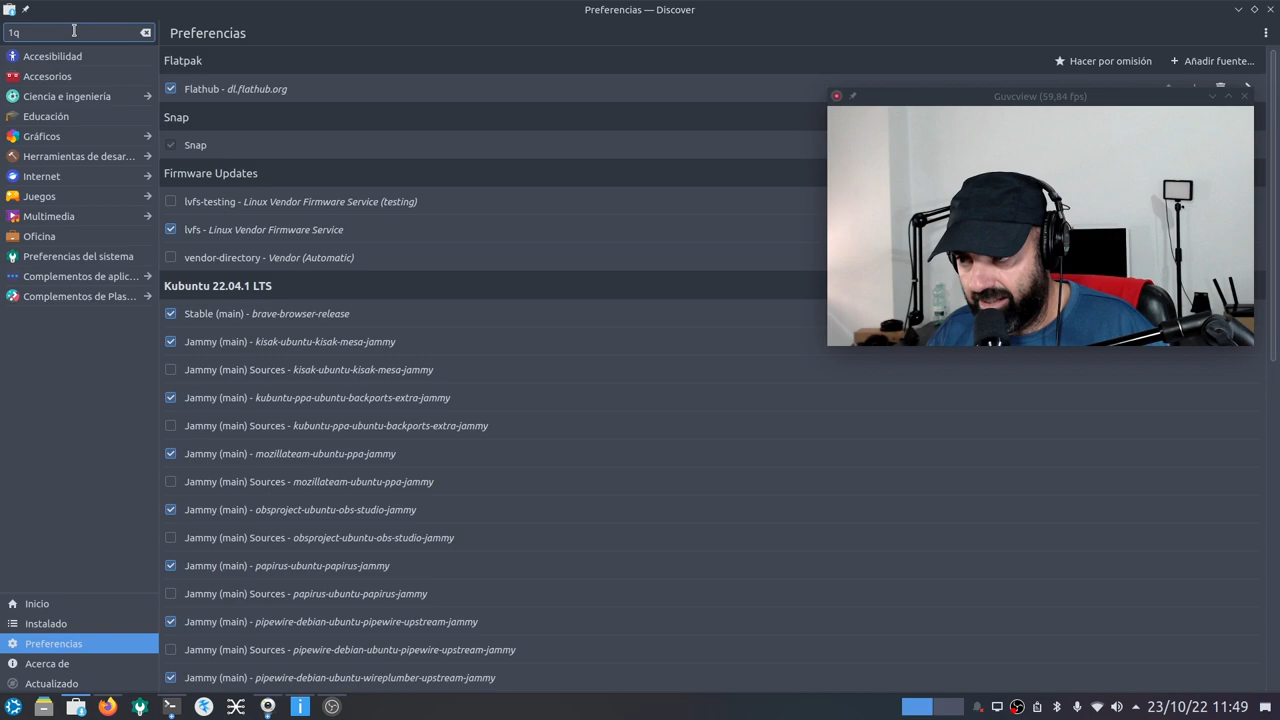 Preferencias — Discover
1q
Preferencias
Accesibilidad
Accesorios
Ciencia e ingeniería
Educación
Gráficos
Herramientas de desar...
Internet
Juegos
Multimedia
Oficina
Preferencias del sistema
Complementos de aplic...
Complementos de Plas...
Inicio
Instalado
Preferencias
Acerca de
Actualizado
Flatpak
Hacer por omisión
+ Añadir fuente...
Flathub - dl.flathub.org
Guvcview (59,84 fps)
Snap
Snap
Firmware Updates
lvfs-testing - Linux Vendor Firmware Service (testing)
lvfs - Linux Vendor Firmware Service
vendor-directory - Vendor (Automatic)
Kubuntu 22.04.1 LTS
Stable (main) - brave-browser-release
Jammy (main) - kisak-ubuntu-kisak-mesa-jammy
Jammy (main) Sources - kisak-ubuntu-kisak-mesa-jammy
Jammy (main) - kubuntu-ppa-ubuntu-backports-extra-jammy
Jammy (main) Sources - kubuntu-ppa-ubuntu-backports-extra-jammy
Jammy (main) - mozillateam-ubuntu-ppa-jammy
Jammy (main) Sources - mozillateam-ubuntu-ppa-jammy
Jammy (main) - obsproject-ubuntu-obs-studio-jammy
Jammy (main) Sources - obsproject-ubuntu-obs-studio-jammy
Jammy (main) - papirus-ubuntu-papirus-jammy
Jammy (main) Sources - papirus-ubuntu-papirus-jammy
Jammy (main) - pipewire-debian-ubuntu-pipewire-upstream-jammy
Jammy (main) Sources - pipewire-debian-ubuntu-pipewire-upstream-jammy
Jammy (main) - pipewire-debian-ubuntu-wireplumber-upstream-jammy
23/10/22 11:49